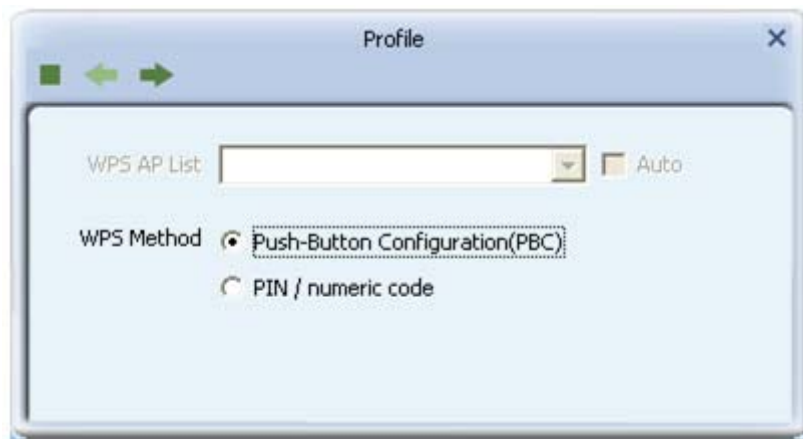 Profile
WPS AP List Auto
WPS Method Push-Button Configuration(PBC)
PIN / numeric code